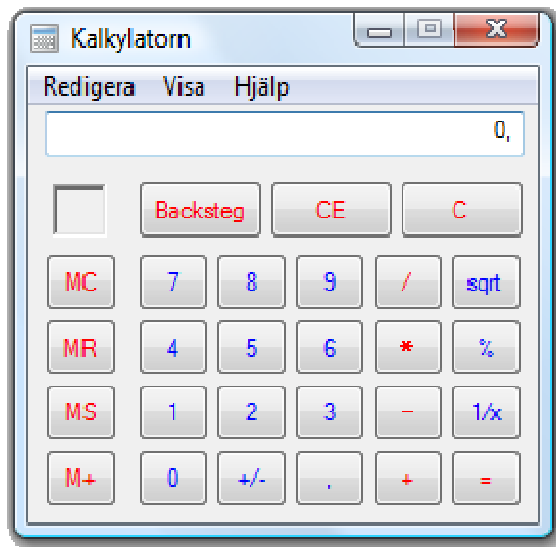 Kalkylatorn
Redigera Visa Hjälp
0,
Backsteg CE C
MC 7 8 9 / sqrt
MR 4 5 6 * %
MS 1 2 3 - 1/x
M+ 0 +/- , + =